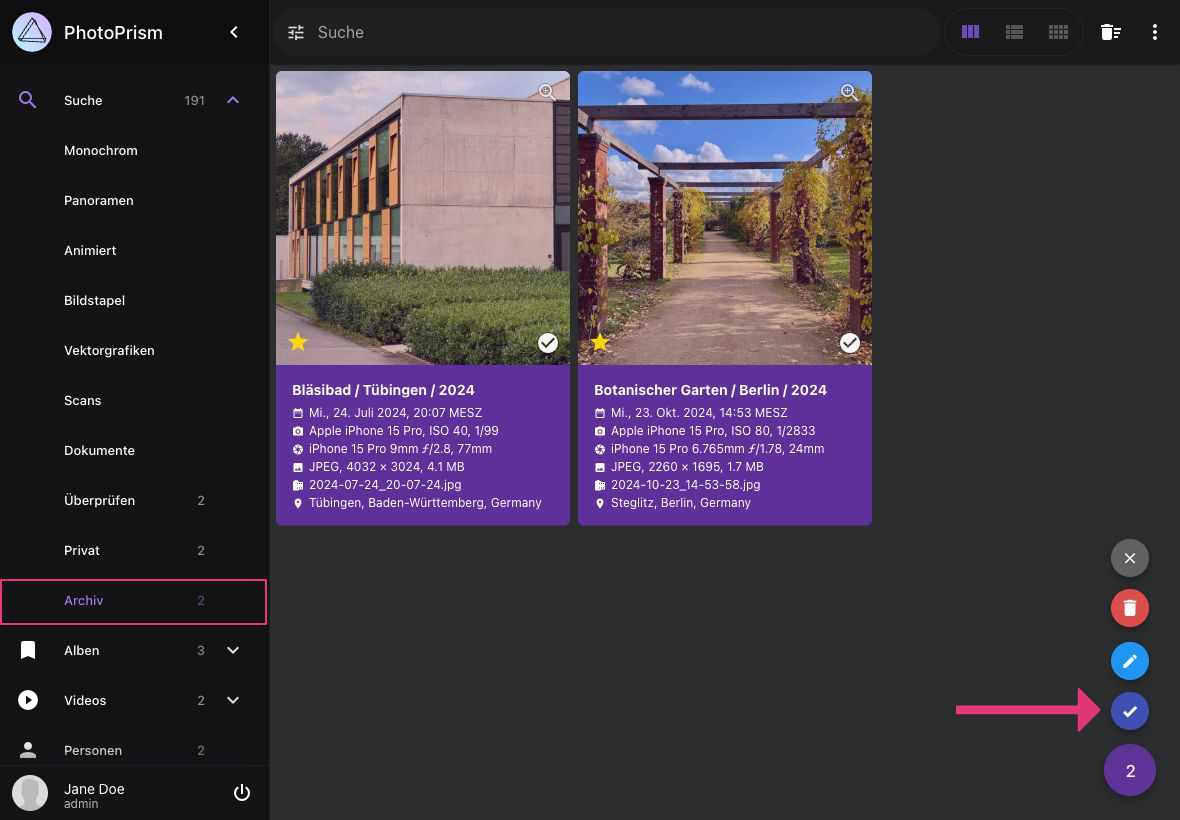 PhotoPrism
Suche
Suche 191
Monochrom
Panoramen
Animiert
Bildstapel
Vektorgrafiken
Scans
Dokumente
Überprüfen 2
Privat 2
Archiv 2
Alben 3
Videos 2
Personen 2
Jane Doe
admin
Bläsibad / Tübingen / 2024
Mi., 24. Juli 2024, 20:07 MESZ
Apple iPhone 15 Pro, ISO 40, 1/99
iPhone 15 Pro 9mm ƒ/2.8, 77mm
JPEG, 4032 × 3024, 4.1 MB
2024-07-24_20-07-24.jpg
Tübingen, Baden-Württemberg, Germany
Botanischer Garten / Berlin / 2024
Mi., 23. Okt. 2024, 14:53 MESZ
Apple iPhone 15 Pro, ISO 80, 1/2833
iPhone 15 Pro 6.765mm ƒ/1.78, 24mm
JPEG, 2260 × 1695, 1.7 MB
2024-10-23_14-53-58.jpg
Steglitz, Berlin, Germany
2